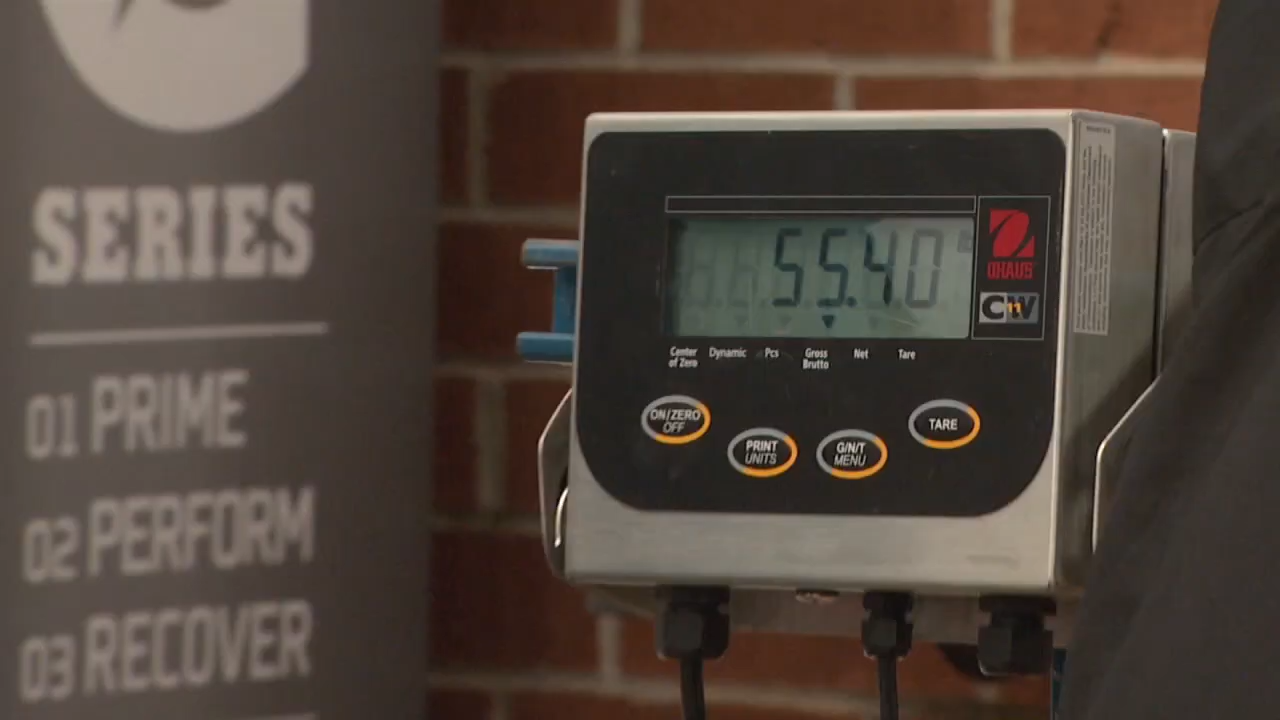 SERIES
01 PRIME
02 PERFORM
03 RECOVER
55.40
OHAUS
CW
11
Center of Zero
Dynamic
Pcs
Gross Brutto
Net
Tare
ON/ZERO
OFF
PRINT
UNITS
G/N/T
MENU
TARE